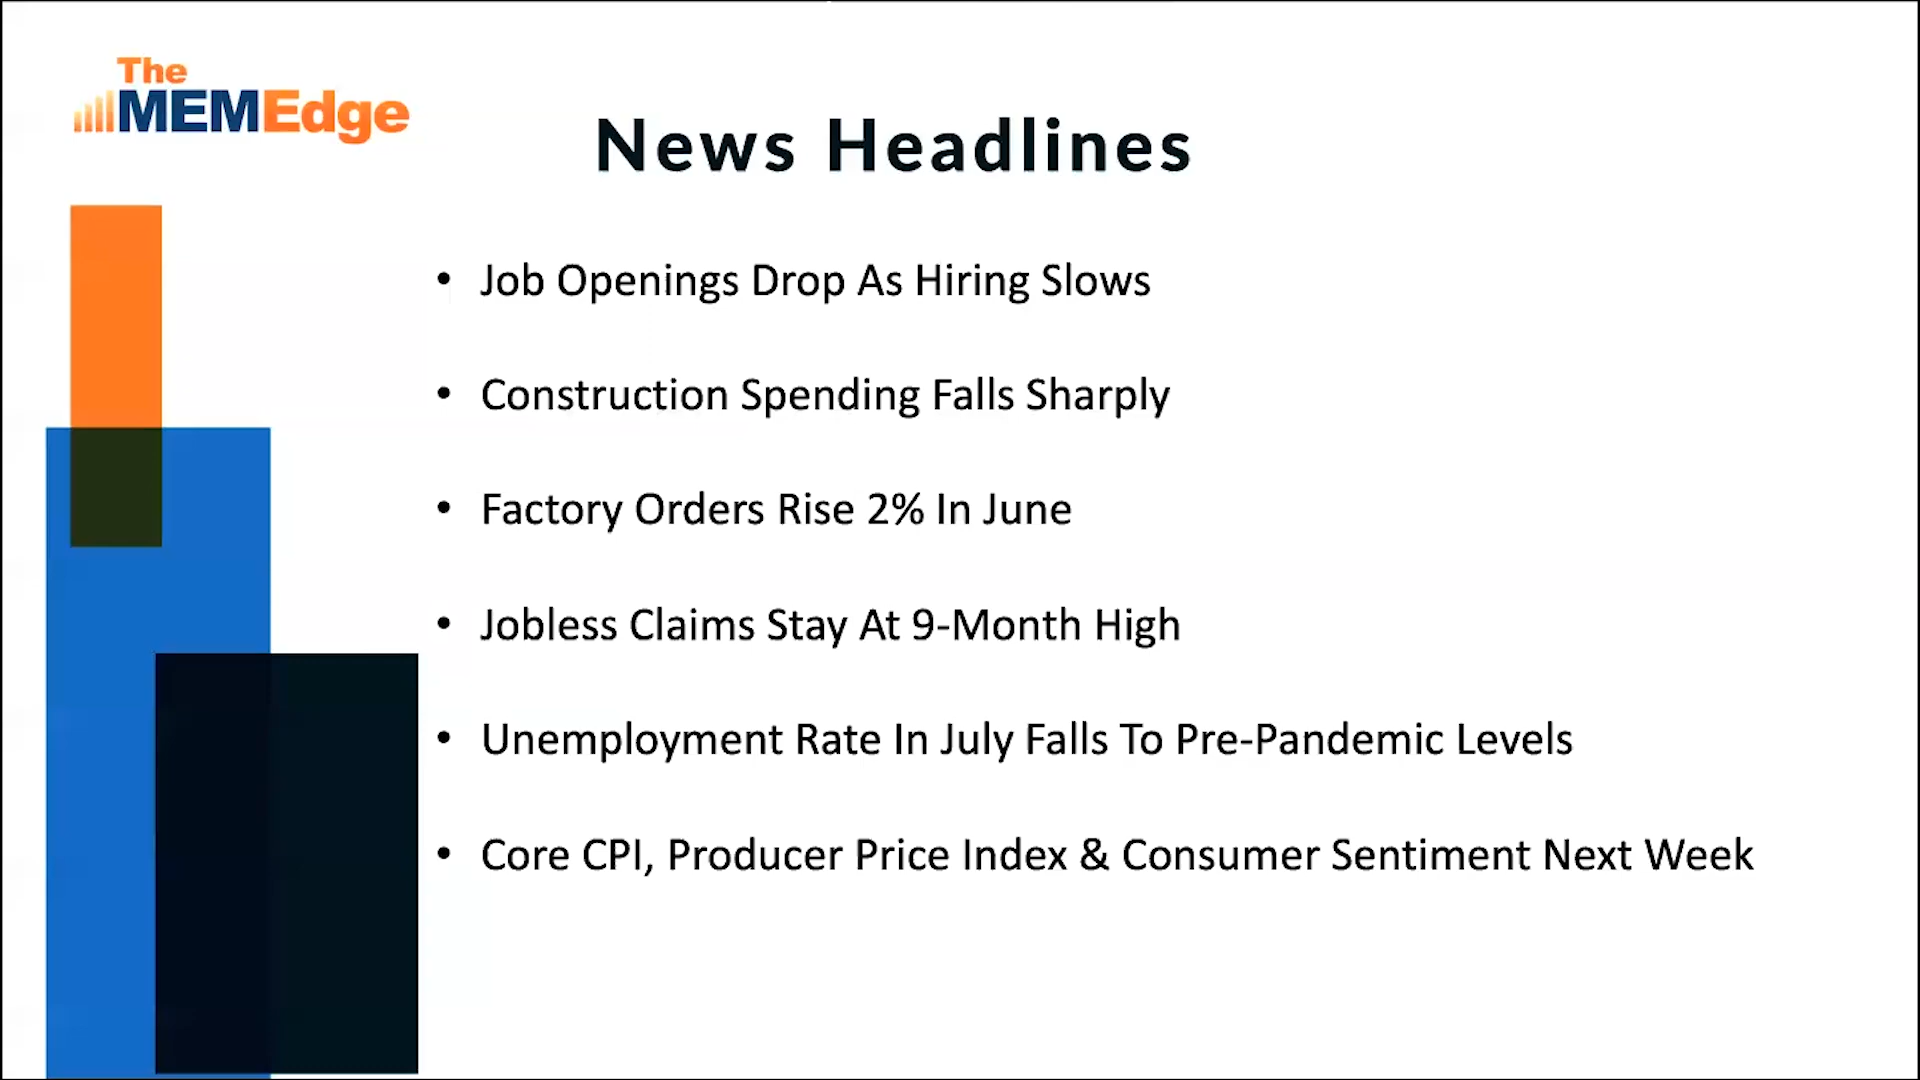 The
MEMEdge
News Headlines
• Job Openings Drop As Hiring Slows
• Construction Spending Falls Sharply
• Factory Orders Rise 2% In June
• Jobless Claims Stay At 9-Month High
• Unemployment Rate In July Falls To Pre-Pandemic Levels
• Core CPI, Producer Price Index & Consumer Sentiment Next Week